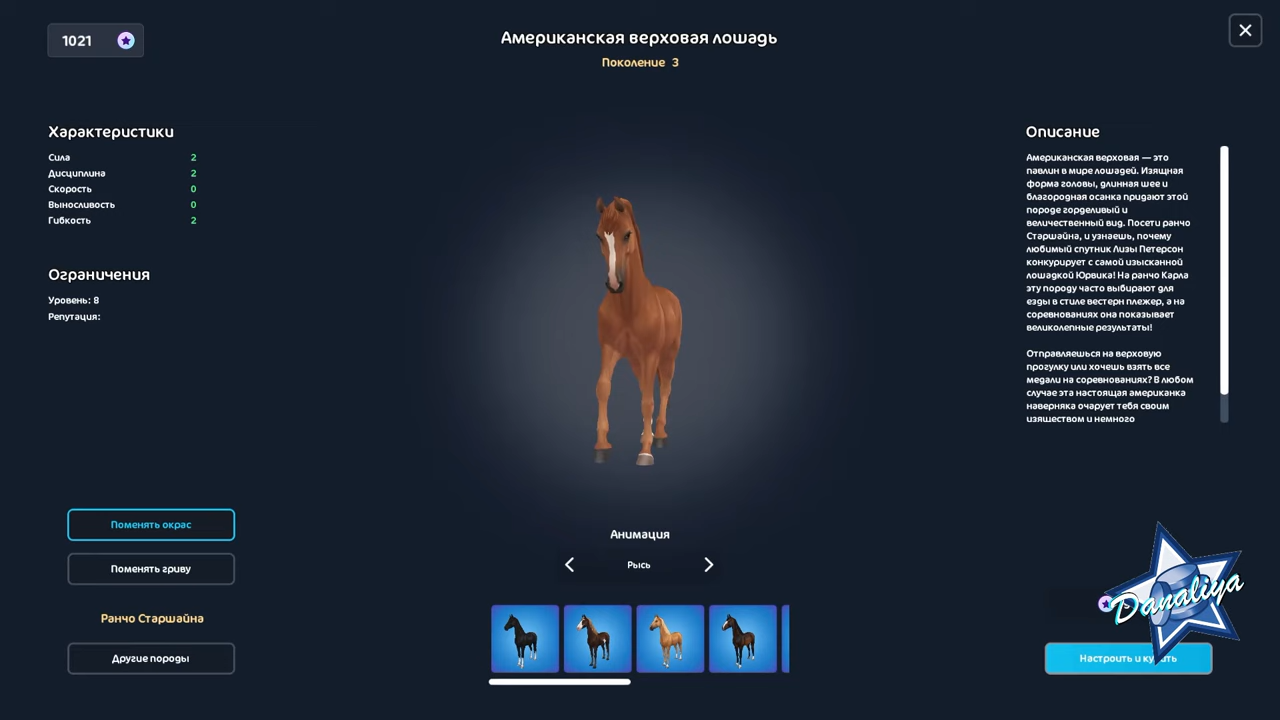 1021
Американская верховая лошадь
Поколение 3
Характеристики
Сила 2
Дисциплина 2
Скорость 0
Выносливость 0
Гибкость 2
Ограничения
Уровень: 8
Репутация:
Описание
Американская верховая — это
павлин в мире лошадей. Изящная
форма головы, длинная шее и
благородная осанка придают этой
породе горделивый и
величественный вид. Посети ранчо
Старшайна, и узнаешь, почему
любимый спутник Лизы Петерсон
конкурирует с самой изысканной
лошадкой Юрвика! На ранчо Карла
эту породу часто выбирают для
езды в стиле вестерн плежер, а на
соревнованиях она показывает
великолепные результаты!
Отправляешься на верховую
прогулку или хочешь взять все
медали на соревнованиях? В любом
случае эта настоящая американка
наверняка очарует тебя своим
изяществом и немного
Поменять окрас
Поменять гриву
Ранчо Старшайна
Другие породы
Анимация
Рысь
Danaliya
Настроить и купить